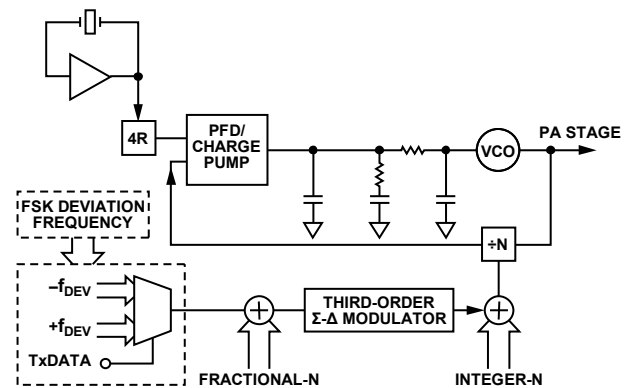 4R
PFD/
CHARGE
PUMP
VCO
PA STAGE
FSK DEVIATION
FREQUENCY
÷N
–fDEV
+fDEV
TxDATA
THIRD-ORDER
Σ-Δ MODULATOR
FRACTIONAL-N
INTEGER-N